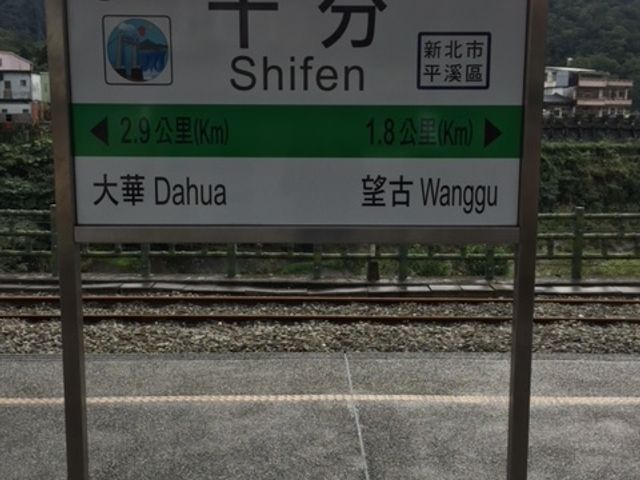 十分
Shifen
新北市
平溪區
2.9公里(Km)
1.8公里(Km)
大華 Dahua
望古 Wanggu